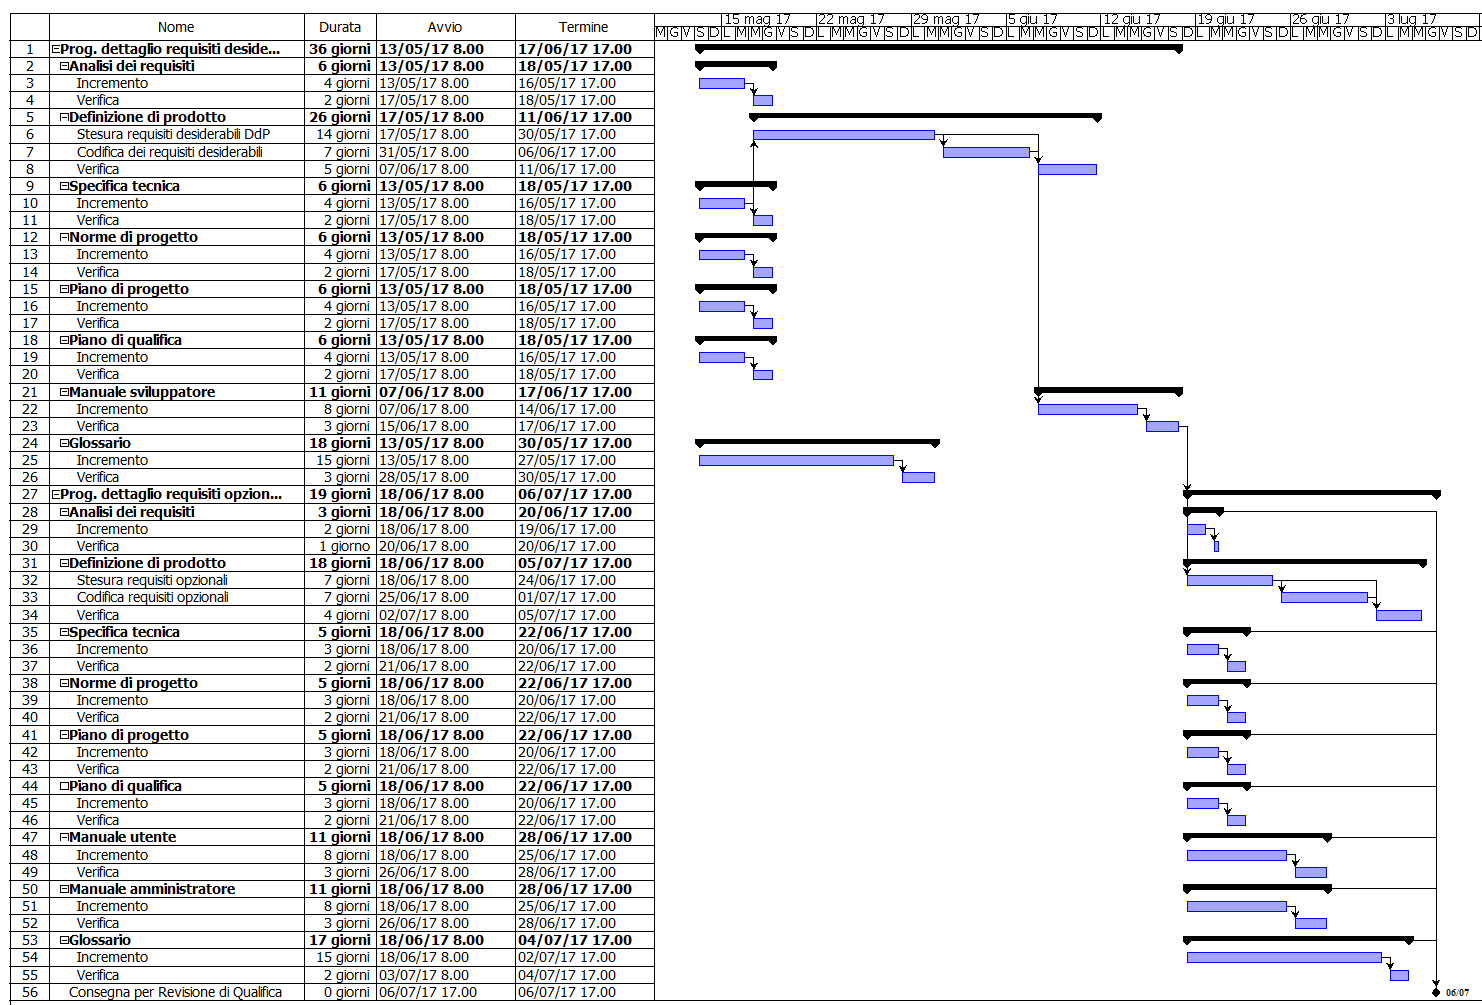 Nome Durata Avvio Termine 15 mag 17 22 mag 17 29 mag 17 5 giu 17 12 giu 17 19 giu 17 26 giu 17 3 lug 17
M G V S D L M M G V S D L M M G V S D L M M G V S D L M M G V S D L M M G V S D L M M G V S D L M M G V S D L M M G V S D
1 Prog. dettaglio requisiti deside... 36 giorni 13/05/17 8.00 17/06/17 17.00
2 Analisi dei requisiti 6 giorni 13/05/17 8.00 18/05/17 17.00
3 Incremento 4 giorni 13/05/17 8.00 16/05/17 17.00
4 Verifica 2 giorni 17/05/17 8.00 18/05/17 17.00
5 Definizione di prodotto 26 giorni 17/05/17 8.00 11/06/17 17.00
6 Stesura requisiti desiderabili DdP 14 giorni 17/05/17 8.00 30/05/17 17.00
7 Codifica dei requisiti desiderabili 7 giorni 31/05/17 8.00 06/06/17 17.00
8 Verifica 5 giorni 07/06/17 8.00 11/06/17 17.00
9 Specifica tecnica 6 giorni 13/05/17 8.00 18/05/17 17.00
10 Incremento 4 giorni 13/05/17 8.00 16/05/17 17.00
11 Verifica 2 giorni 17/05/17 8.00 18/05/17 17.00
12 Norme di progetto 6 giorni 13/05/17 8.00 18/05/17 17.00
13 Incremento 4 giorni 13/05/17 8.00 16/05/17 17.00
14 Verifica 2 giorni 17/05/17 8.00 18/05/17 17.00
15 Piano di progetto 6 giorni 13/05/17 8.00 18/05/17 17.00
16 Incremento 4 giorni 13/05/17 8.00 16/05/17 17.00
17 Verifica 2 giorni 17/05/17 8.00 18/05/17 17.00
18 Piano di qualifica 6 giorni 13/05/17 8.00 18/05/17 17.00
19 Incremento 4 giorni 13/05/17 8.00 16/05/17 17.00
20 Verifica 2 giorni 17/05/17 8.00 18/05/17 17.00
21 Manuale sviluppatore 11 giorni 07/06/17 8.00 17/06/17 17.00
22 Incremento 8 giorni 07/06/17 8.00 14/06/17 17.00
23 Verifica 3 giorni 15/06/17 8.00 17/06/17 17.00
24 Glossario 18 giorni 13/05/17 8.00 30/05/17 17.00
25 Incremento 15 giorni 13/05/17 8.00 27/05/17 17.00
26 Verifica 3 giorni 28/05/17 8.00 30/05/17 17.00
27 Prog. dettaglio requisiti opzion... 19 giorni 18/06/17 8.00 06/07/17 17.00
28 Analisi dei requisiti 3 giorni 18/06/17 8.00 20/06/17 17.00
29 Incremento 2 giorni 18/06/17 8.00 19/06/17 17.00
30 Verifica 1 giorno 20/06/17 8.00 20/06/17 17.00
31 Definizione di prodotto 18 giorni 18/06/17 8.00 05/07/17 17.00
32 Stesura requisiti opzionali 7 giorni 18/06/17 8.00 24/06/17 17.00
33 Codifica requisiti opzionali 7 giorni 25/06/17 8.00 01/07/17 17.00
34 Verifica 4 giorni 02/07/17 8.00 05/07/17 17.00
35 Specifica tecnica 5 giorni 18/06/17 8.00 22/06/17 17.00
36 Incremento 3 giorni 18/06/17 8.00 20/06/17 17.00
37 Verifica 2 giorni 21/06/17 8.00 22/06/17 17.00
38 Norme di progetto 5 giorni 18/06/17 8.00 22/06/17 17.00
39 Incremento 3 giorni 18/06/17 8.00 20/06/17 17.00
40 Verifica 2 giorni 21/06/17 8.00 22/06/17 17.00
41 Piano di progetto 5 giorni 18/06/17 8.00 22/06/17 17.00
42 Incremento 3 giorni 18/06/17 8.00 20/06/17 17.00
43 Verifica 2 giorni 21/06/17 8.00 22/06/17 17.00
44 Piano di qualifica 5 giorni 18/06/17 8.00 22/06/17 17.00
45 Incremento 3 giorni 18/06/17 8.00 20/06/17 17.00
46 Verifica 2 giorni 21/06/17 8.00 22/06/17 17.00
47 Manuale utente 11 giorni 18/06/17 8.00 28/06/17 17.00
48 Incremento 8 giorni 18/06/17 8.00 25/06/17 17.00
49 Verifica 3 giorni 26/06/17 8.00 28/06/17 17.00
50 Manuale amministratore 11 giorni 18/06/17 8.00 28/06/17 17.00
51 Incremento 8 giorni 18/06/17 8.00 25/06/17 17.00
52 Verifica 3 giorni 26/06/17 8.00 28/06/17 17.00
53 Glossario 17 giorni 18/06/17 8.00 04/07/17 17.00
54 Incremento 15 giorni 18/06/17 8.00 02/07/17 17.00
55 Verifica 2 giorni 03/07/17 8.00 04/07/17 17.00
56 Consegna per Revisione di Qualifica 0 giorni 06/07/17 17.00 06/07/17 17.00 06/07